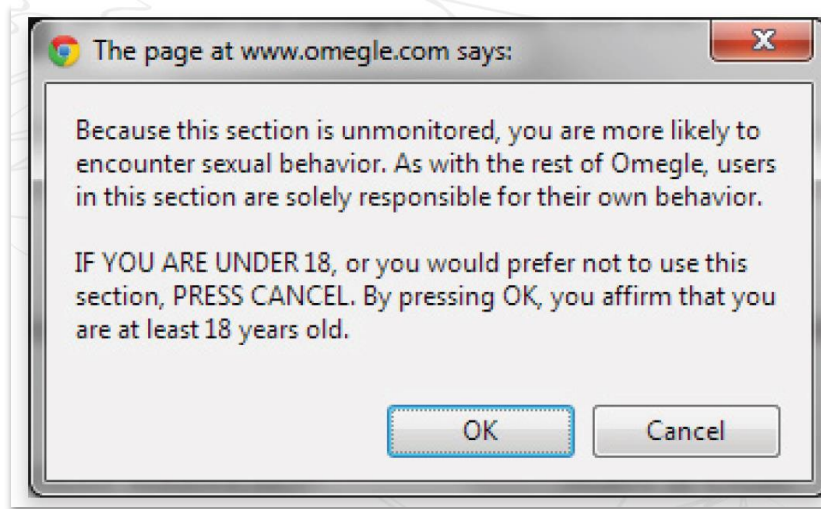 The page at www.omegle.com says:
Because this section is unmonitored, you are more likely to
encounter sexual behavior. As with the rest of Omegle, users
in this section are solely responsible for their own behavior.
IF YOU ARE UNDER 18, or you would prefer not to use this
section, PRESS CANCEL. By pressing OK, you affirm that you
are at least 18 years old.
OK Cancel